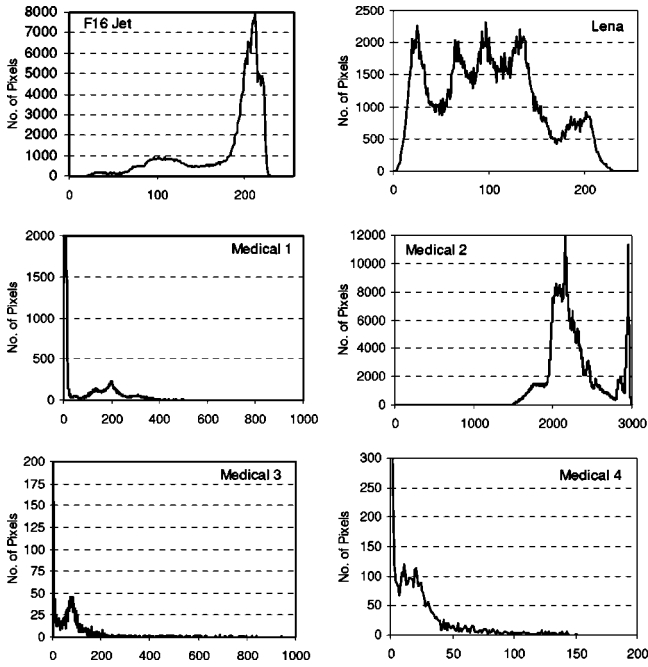 F16 Jet
No. of Pixels
8000
7000
6000
5000
4000
3000
2000
1000
0
0 100 200
Lena
No. of Pixels
2500
2000
1500
1000
500
0
0 100 200
Medical 1
No. of Pixels
2000
1500
1000
500
0
0 200 400 600 800 1000
Medical 2
No. of Pixels
12000
10000
8000
6000
4000
2000
0
0 1000 2000 3000
Medical 3
No. of Pixels
200
175
150
125
100
75
50
25
0
0 200 400 600 800 1000
Medical 4
No. of Pixels
300
250
200
150
100
50
0
0 50 100 150 200